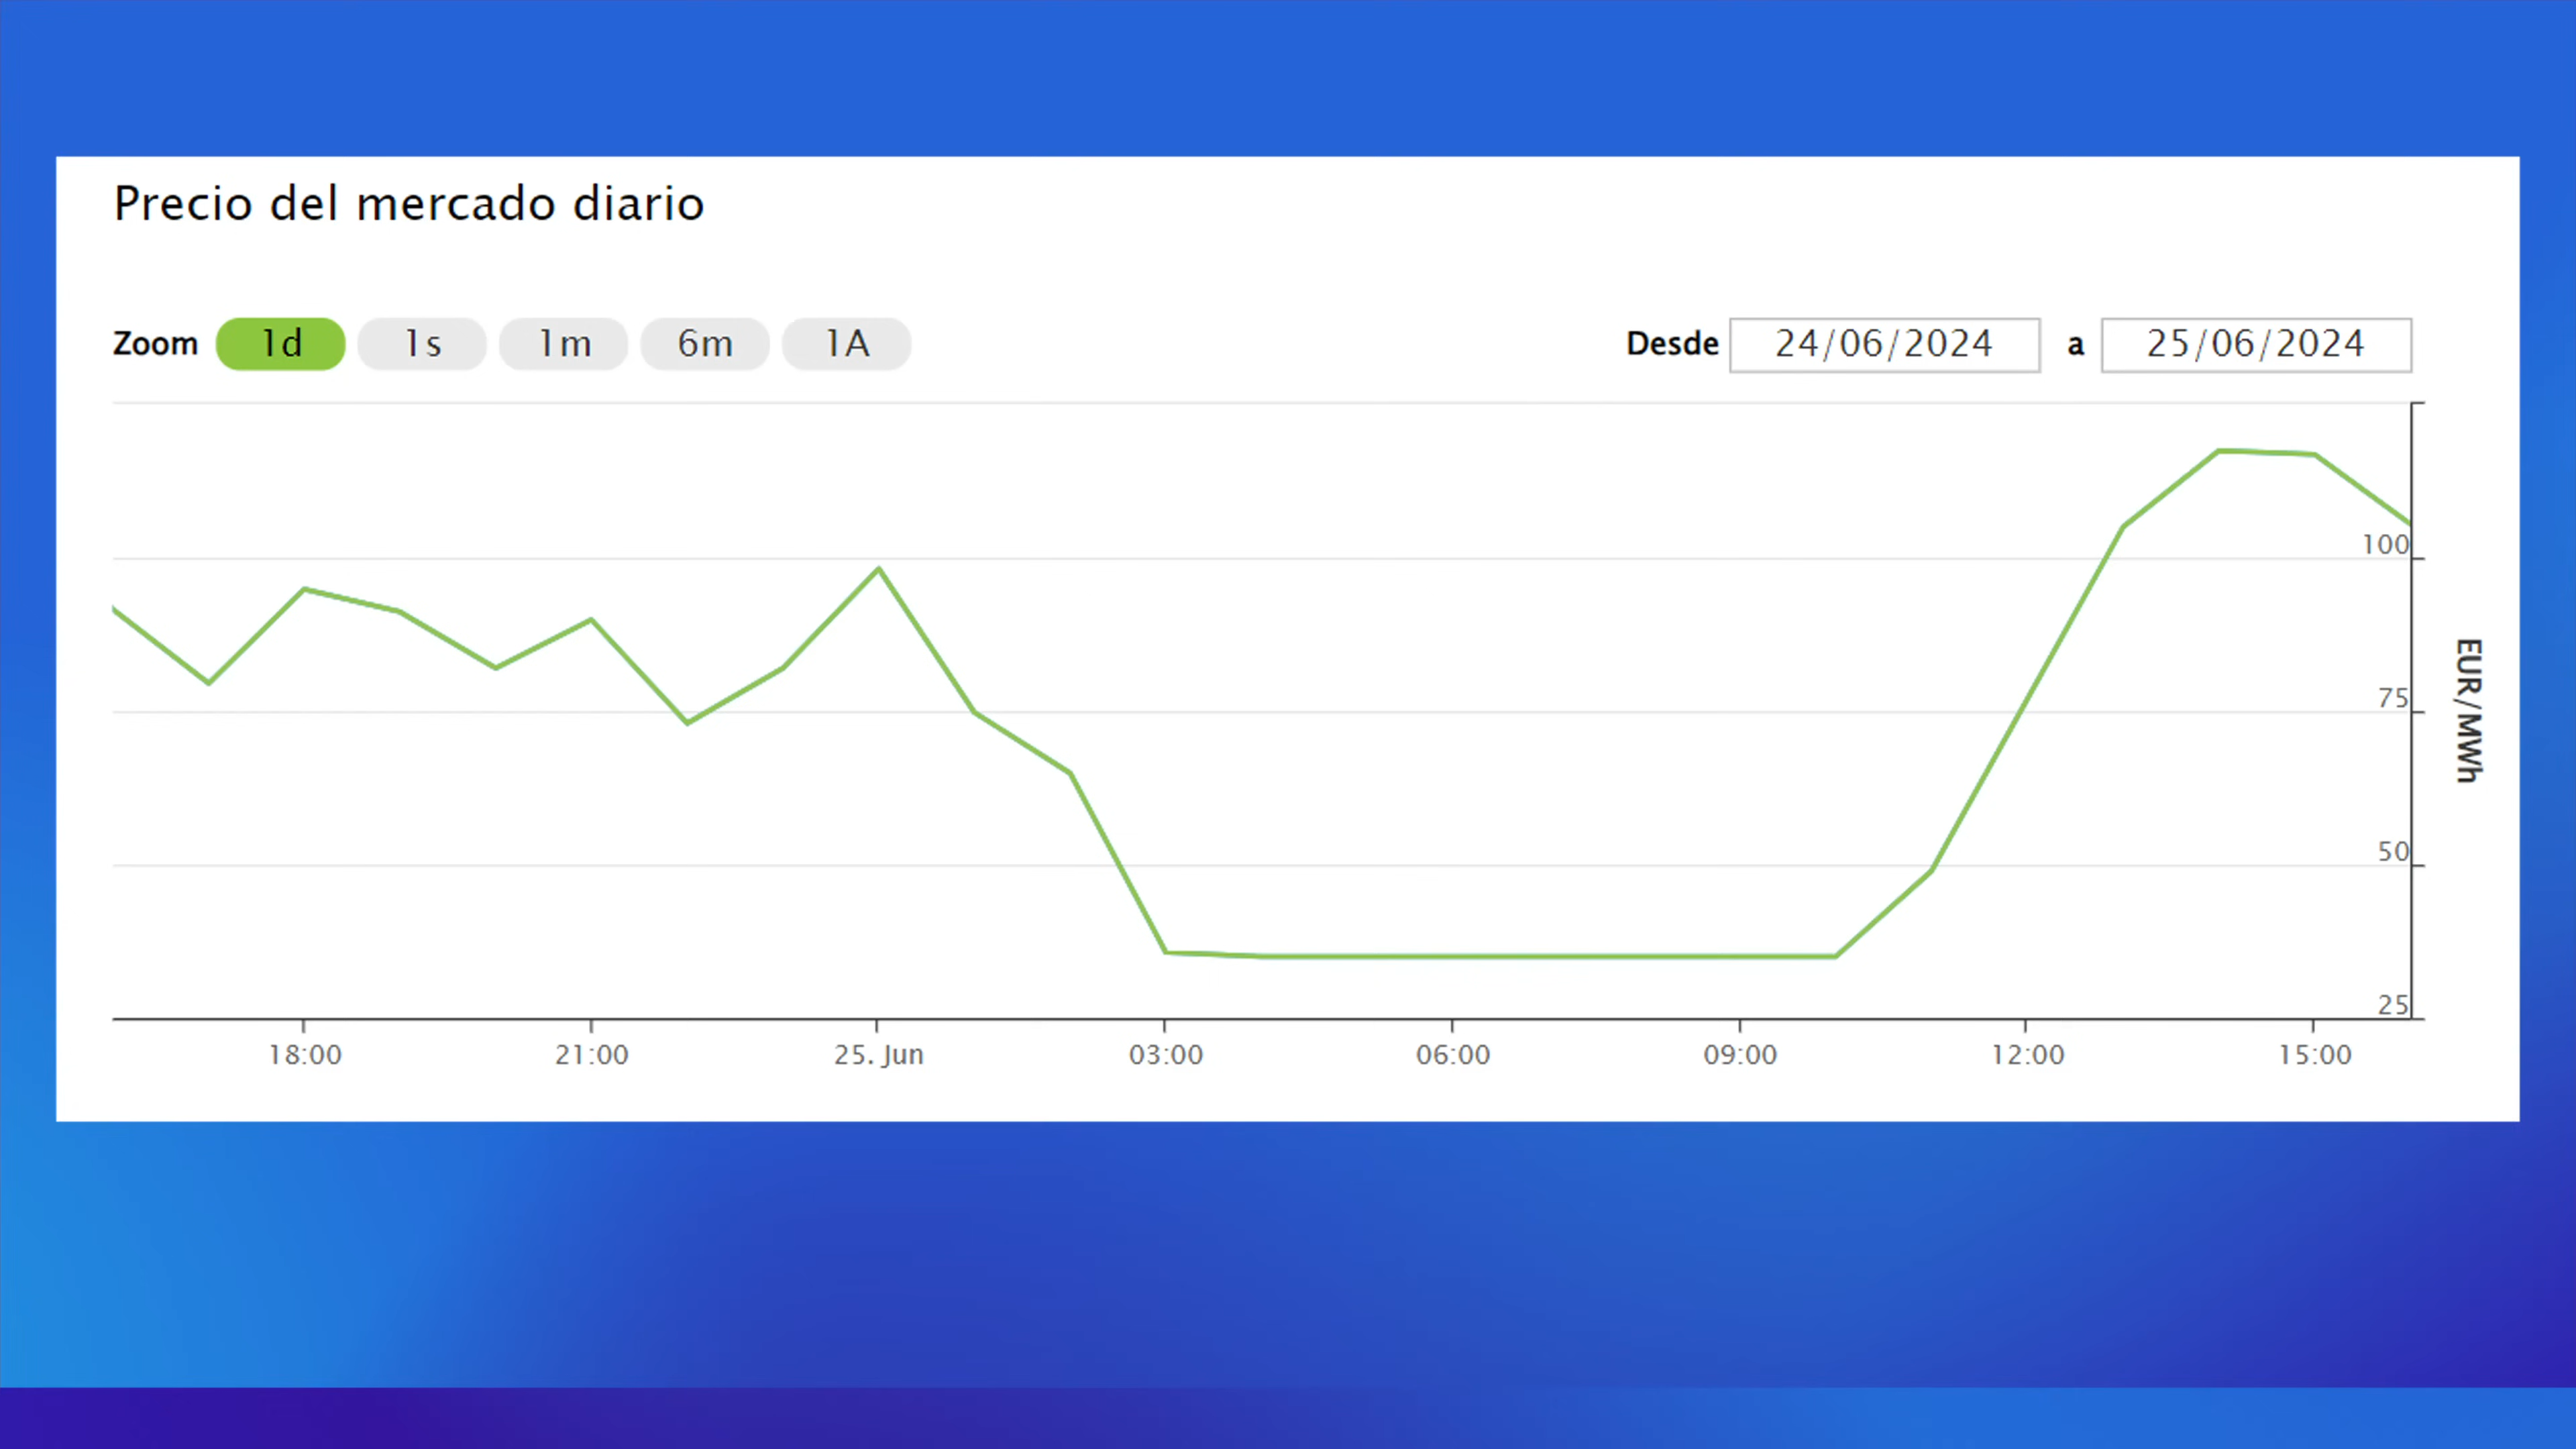 Precio del mercado diario
Zoom 1d 1s 1m 6m 1A Desde 24/06/2024 a 25/06/2024
100
75
50
25
EUR/MWh
18:00 21:00 25. Jun 03:00 06:00 09:00 12:00 15:00